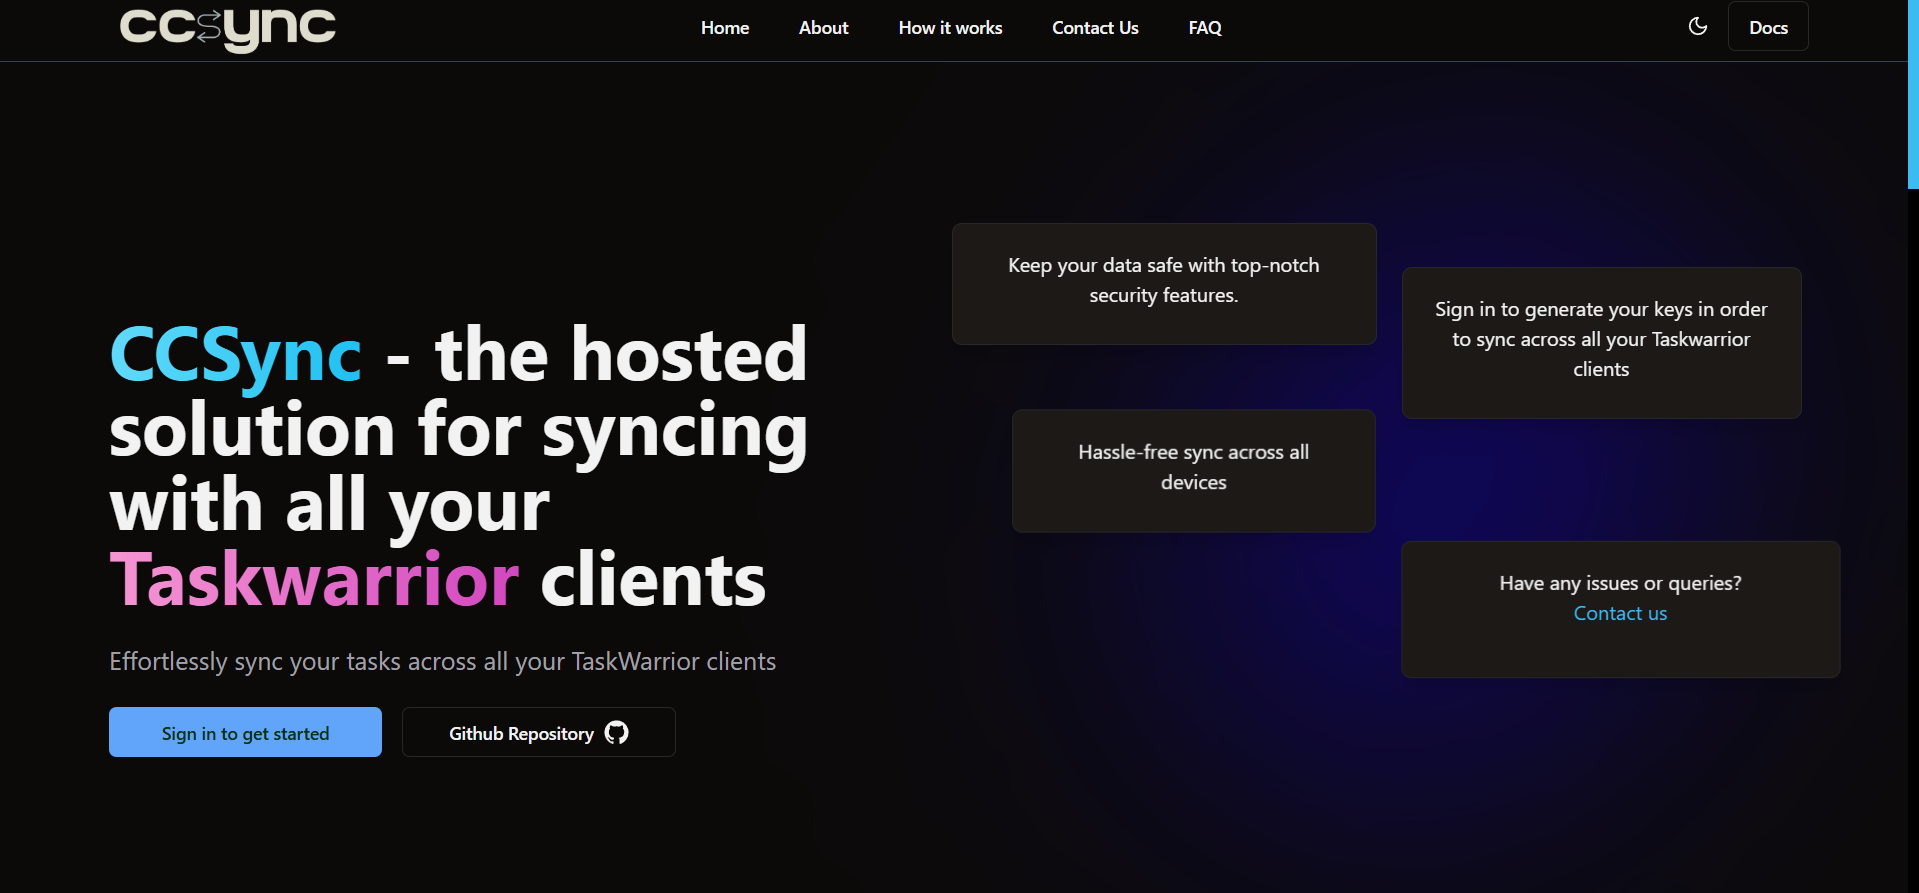 ccsync
Home
About
How it works
Contact Us
FAQ
Docs
CCSync - the hosted
solution for syncing
with all your
Taskwarrior clients
Effortlessly sync your tasks across all your TaskWarrior clients
Sign in to get started
Github Repository
Keep your data safe with top-notch
security features.
Sign in to generate your keys in order
to sync across all your Taskwarrior
clients
Hassle-free sync across all
devices
Have any issues or queries?
Contact us